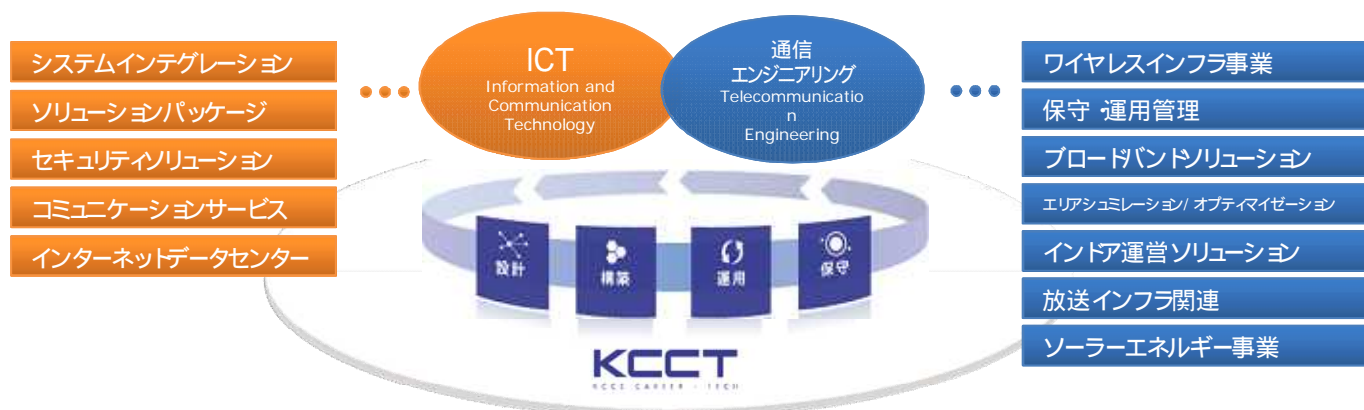 システムインテグレーション
ソリューションパッケージ
セキュリティソリューション
コミュニケーションサービス
インターネットデータセンター
ICT
Information and
Communication
Technology
通信
エンジニアリング
Telecommunicatio
n
Engineering
設計
構築
運用
保守
KCCT
KCCS CAREER - TECH
ワイヤレスインフラ事業
保守・運用管理
ブロードバンドソリューション
エリアシュミレーション/オプティマイゼーション
インドア運営ソリューション
放送インフラ関連
ソーラーエネルギー事業